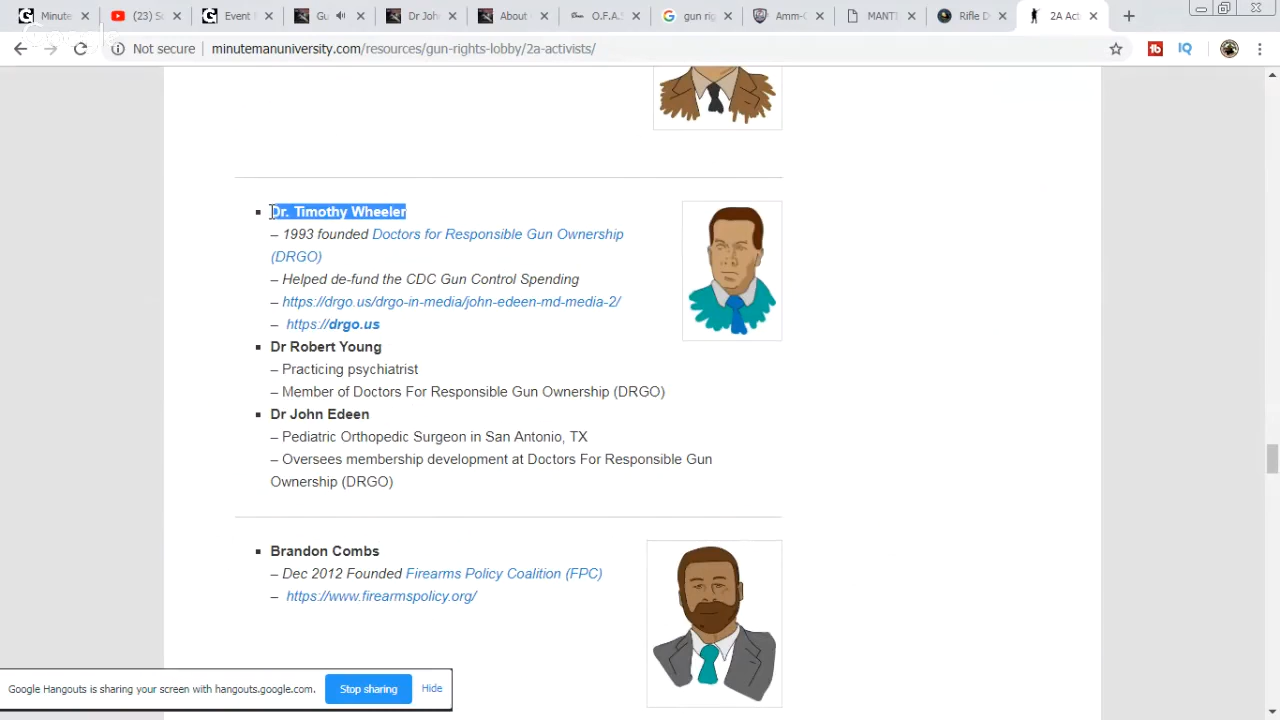 Minute
(23) S
Event
Gu
Dr Joh
About
O.F.A.S
gun rig
Amm-O
MANTI
Rifle D
2A Acti
Not secure
minutemanuniversity.com/resources/gun-rights-lobby/2a-activists/
Google
Dr. Timothy Wheeler
– 1993 founded Doctors for Responsible Gun Ownership
(DRGO)
– Helped de-fund the CDC Gun Control Spending
– https://drgo.us/drgo-in-media/john-edeen-md-media-2/
– https://drgo.us
Dr Robert Young
– Practicing psychiatrist
– Member of Doctors For Responsible Gun Ownership (DRGO)
Dr John Edeen
– Pediatric Orthopedic Surgeon in San Antonio, TX
– Oversees membership development at Doctors For Responsible Gun
Ownership (DRGO)
Brandon Combs
– Dec 2012 Founded Firearms Policy Coalition (FPC)
– https://www.firearmspolicy.org/
Google Hangouts is sharing your screen with hangouts.google.com.
Stop sharing
Hide